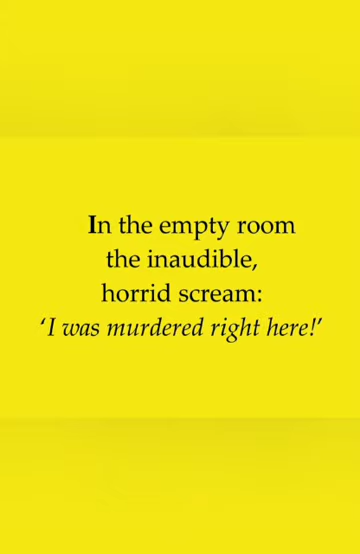 In the empty room
the inaudible,
horrid scream:
‘I was murdered right here!’